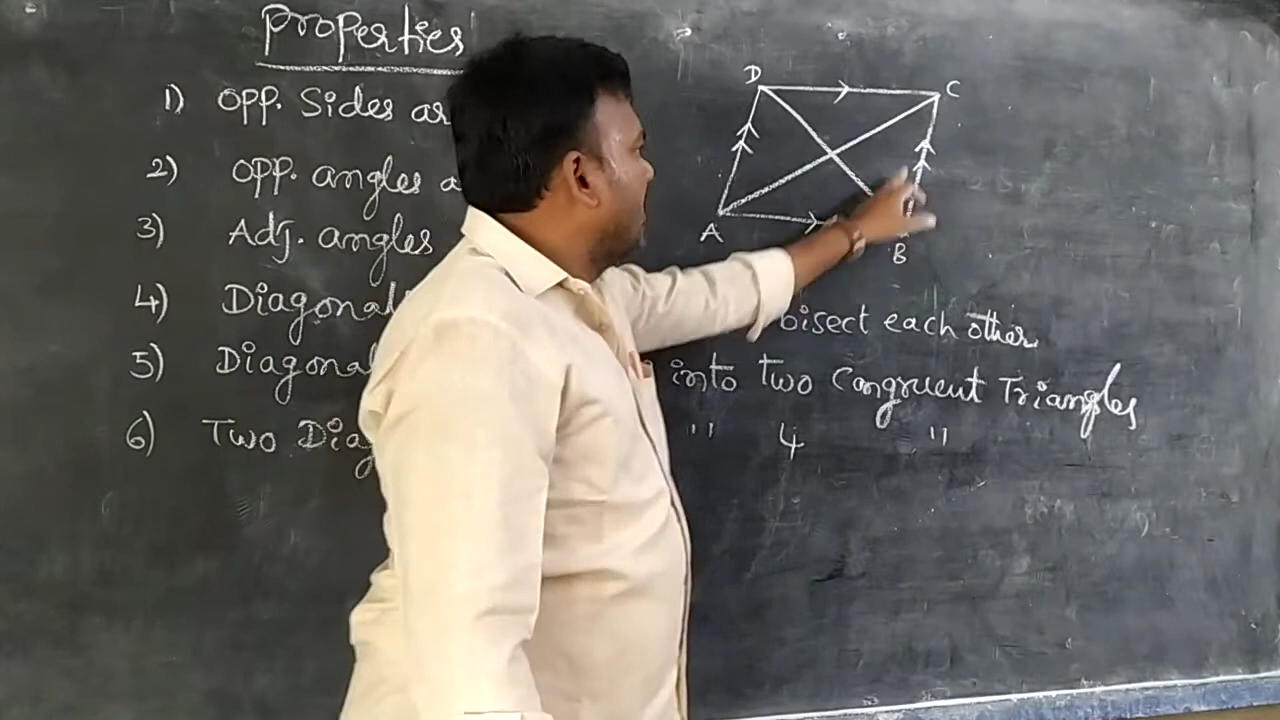 Properties
1) OPP. Sides ar
2) OPP. angles a
3) Adj. angles
4) Diagonal bisect each other.
5) Diagonal into two Congruent Triangles
6) Two Dia " 4 "
D C
A B